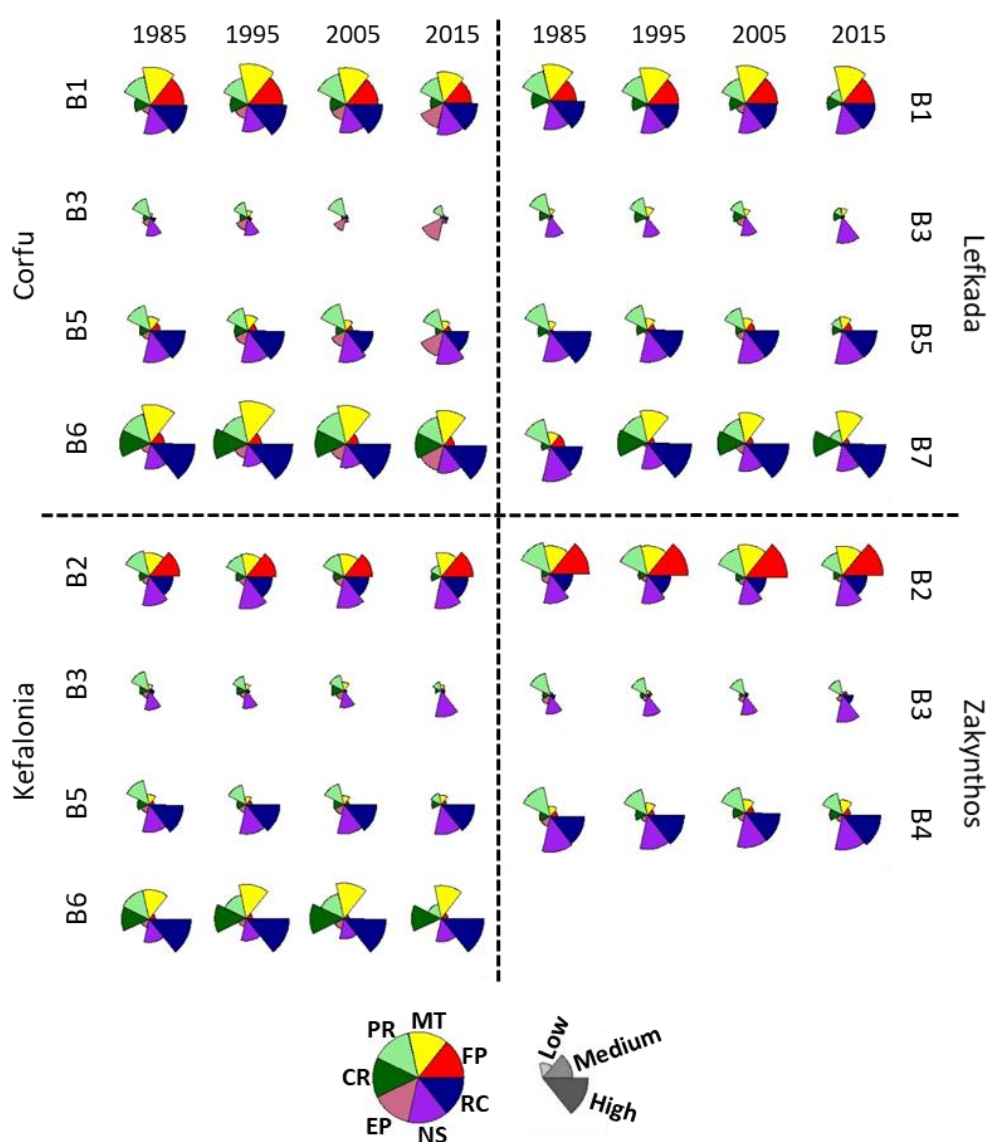 1985 1995 2005 2015 1985 1995 2005 2015
B1 B1
B3 B3
Corfu Lefkada
B5 B5
B6 B7
B2 B2
B3 B3
Kefalonia Zakynthos
B5 B4
B6
PR MT FP CR RC EP NS
Low Medium High